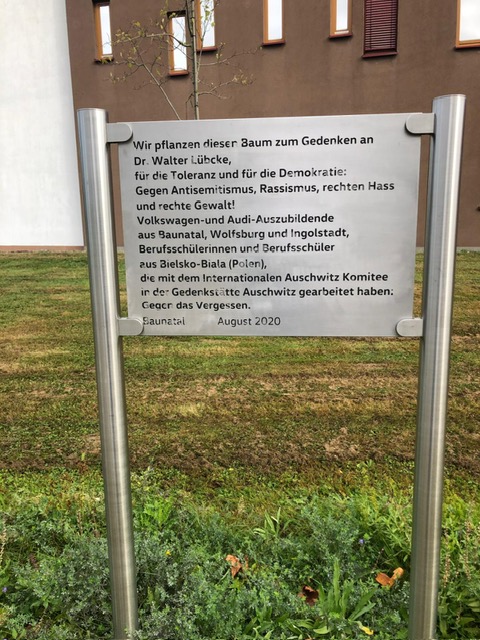 Wir pflanzen diesen Baum zum Gedenken an
Dr. Walter Lübcke,
für die Toleranz und für die Demokratie:
Gegen Antisemitismus, Rassismus, rechten Hass
und rechte Gewalt!
Volkswagen-und Audi-Auszubildende
aus Baunatal, Wolfsburg und Ingolstadt,
Berufsschülerinnen und Berufsschüler
aus Bielsko-Biala (Polen),
die mit dem Internationalen Auschwitz Komitee
in der Gedenkstätte Auschwitz gearbeitet haben:
Gegen das Vergessen.
Baunatal August 2020